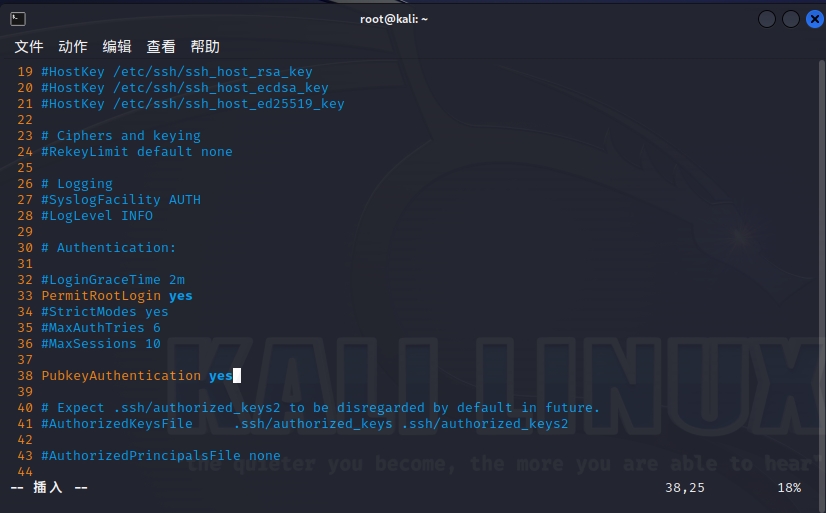 root@kali: ~
文件 动作 编辑 查看 帮助
19 #HostKey /etc/ssh/ssh_host_rsa_key
20 #HostKey /etc/ssh/ssh_host_ecdsa_key
21 #HostKey /etc/ssh/ssh_host_ed25519_key
22
23 # Ciphers and keying
24 #RekeyLimit default none
25
26 # Logging
27 #SyslogFacility AUTH
28 #LogLevel INFO
29
30 # Authentication:
31
32 #LoginGraceTime 2m
33 PermitRootLogin yes
34 #StrictModes yes
35 #MaxAuthTries 6
36 #MaxSessions 10
37
38 PubkeyAuthentication yes
39
40 # Expect .ssh/authorized_keys2 to be disregarded by default in future.
41 #AuthorizedKeysFile     .ssh/authorized_keys .ssh/authorized_keys2
42
43 #AuthorizedPrincipalsFile none
44
-- 插入 -- 38,25 18%
KALI LINUX
"the quieter you become, the more you are able to hear"